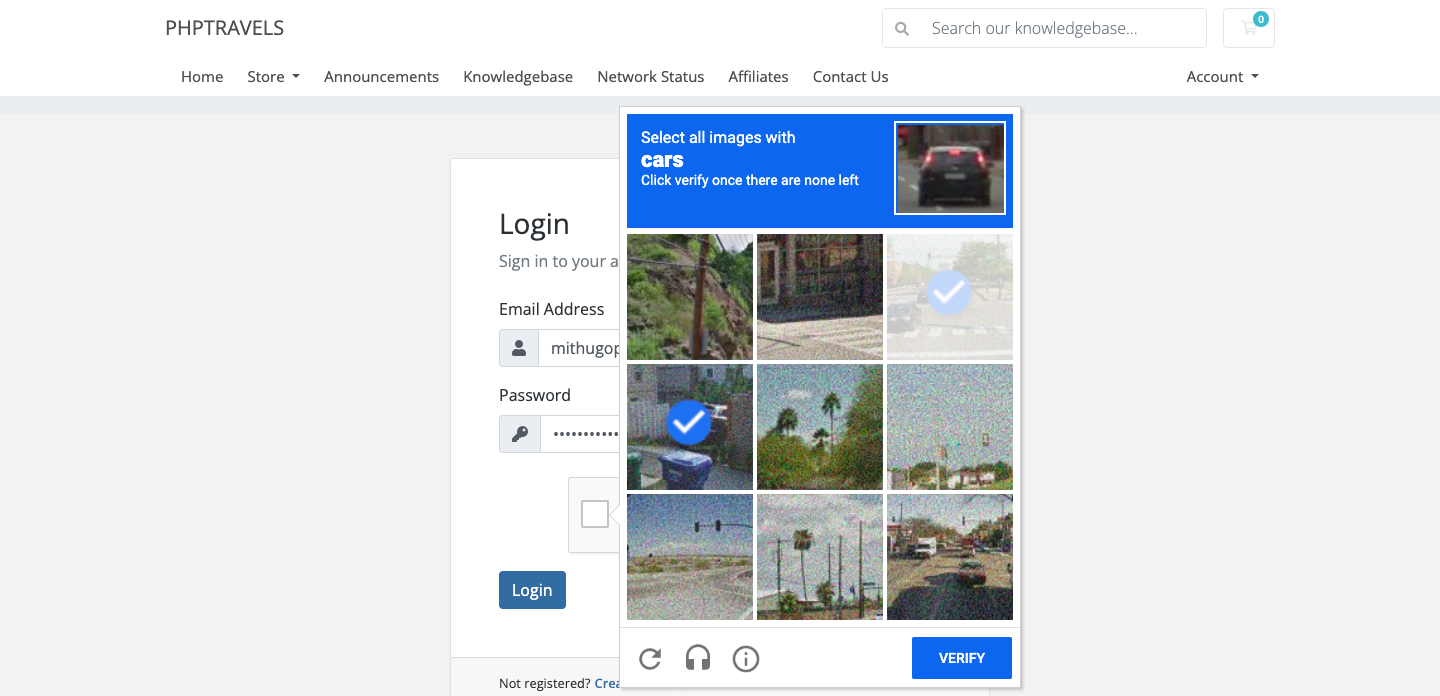 PHPTRAVELS
Search our knowledgebase...
0
Home
Store
Announcements
Knowledgebase
Network Status
Affiliates
Contact Us
Account
Select all images with
cars
Click verify once there are none left
Login
Sign in to your a
Email Address
mithugop
Password
Login
VERIFY
Not registered? Crea